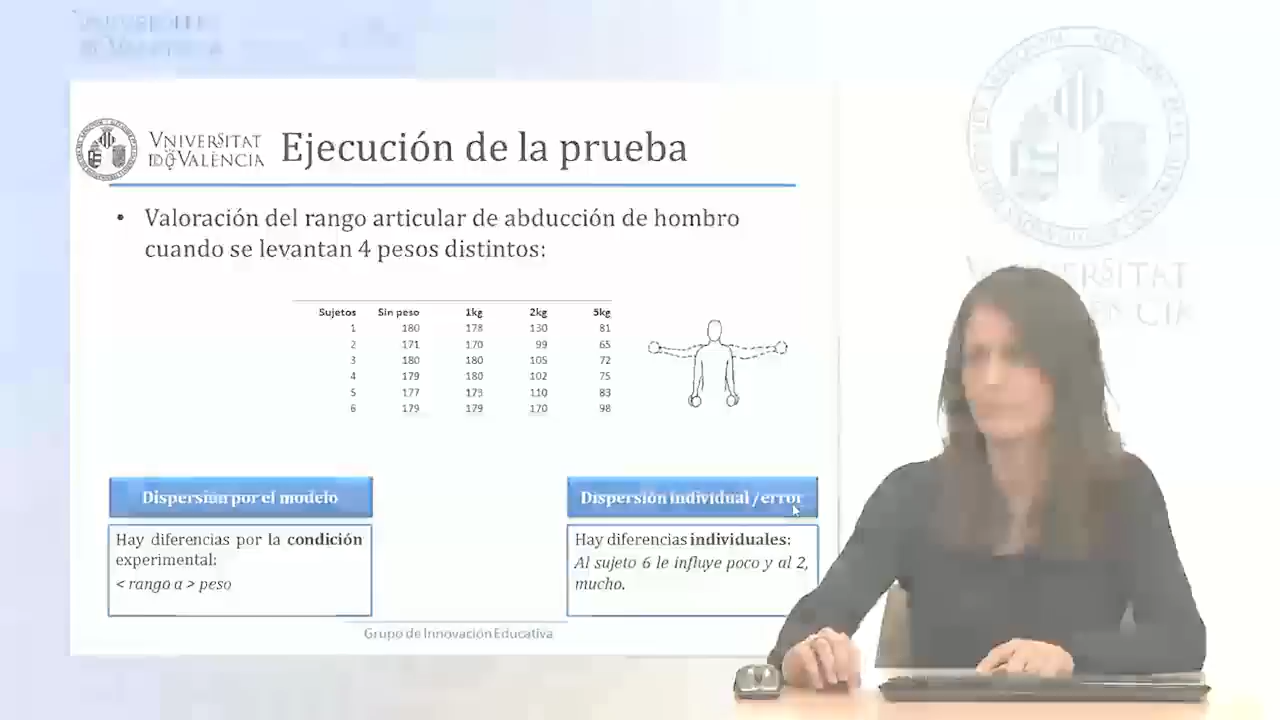 VNIVERSITAT
D VALÈNCIA
Ejecución de la prueba
• Valoración del rango articular de abducción de hombro
cuando se levantan 4 pesos distintos:
Sujetos Sin peso 1kg 2kg 5kg
1 180 178 130 81
2 171 170 99 65
3 180 180 105 72
4 179 180 102 75
5 177 179 110 83
6 179 179 170 98
Dispersión por el modelo
Hay diferencias por la condición
experimental:
< rango a > peso
Dispersión individual /error
Hay diferencias individuales:
Al sujeto 6 le influye poco y al 2,
mucho.
Grupo de Innovación Educativa